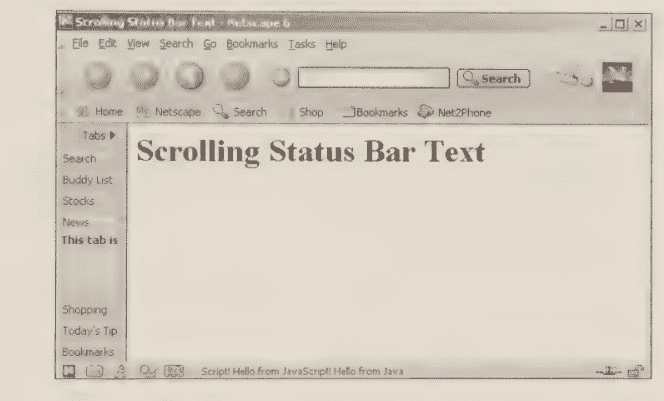 Scrolling Status Bar Text - Netscape 6
File Edit View Search Go Bookmarks Tasks Help
Search
Home Netscape Search Shop Bookmarks Net2Phone
Tabs
Search
Buddy List
Stocks
News
This tab is
Shopping
Today's Tip
Bookmarks
Scrolling Status Bar Text
Script! Hello from JavaScript! Hello from Java